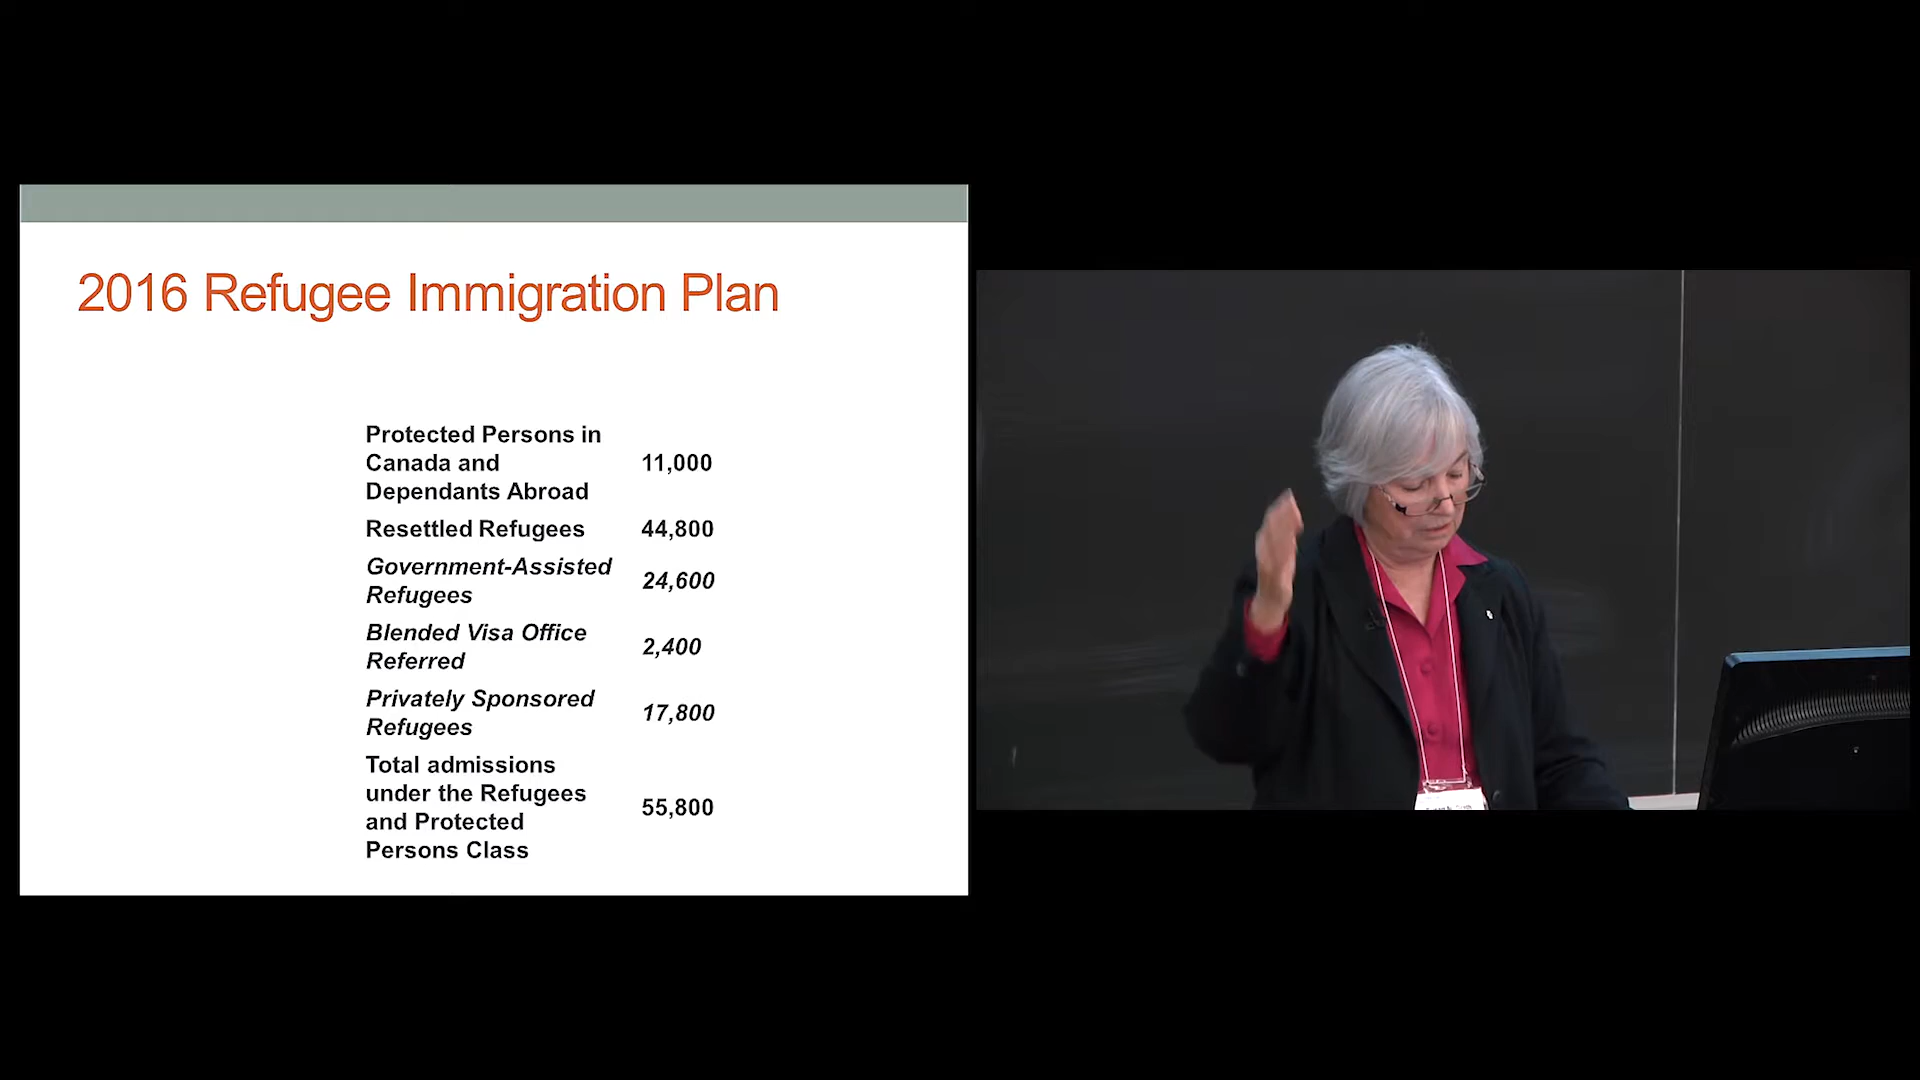 2016 Refugee Immigration Plan
Protected Persons in
Canada and
Dependants Abroad
11,000
Resettled Refugees
44,800
Government-Assisted
Refugees
24,600
Blended Visa Office
Referred
2,400
Privately Sponsored
Refugees
17,800
Total admissions
under the Refugees
and Protected
Persons Class
55,800